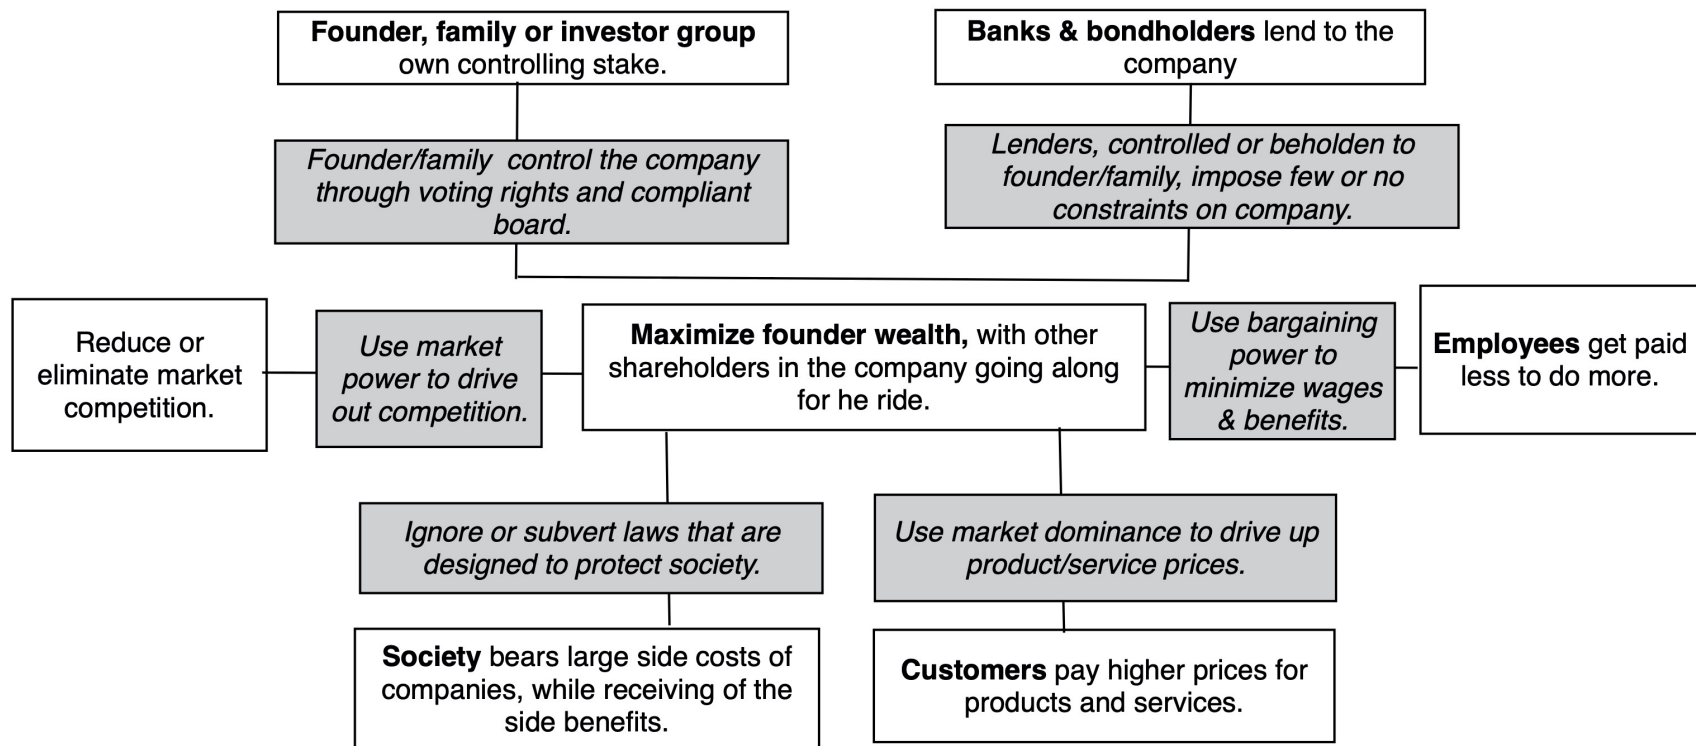 Founder, family or investor group
own controlling stake.
Banks & bondholders lend to the
company
Founder/family control the company
through voting rights and compliant
board.
Lenders, controlled or beholden to
founder/family, impose few or no
constraints on company.
Reduce or
eliminate market
competition.
Use market
power to drive
out competition.
Maximize founder wealth, with other
shareholders in the company going along
for he ride.
Use bargaining
power to
minimize wages
& benefits.
Employees get paid
less to do more.
Ignore or subvert laws that are
designed to protect society.
Use market dominance to drive up
product/service prices.
Society bears large side costs of
companies, while receiving of the
side benefits.
Customers pay higher prices for
products and services.